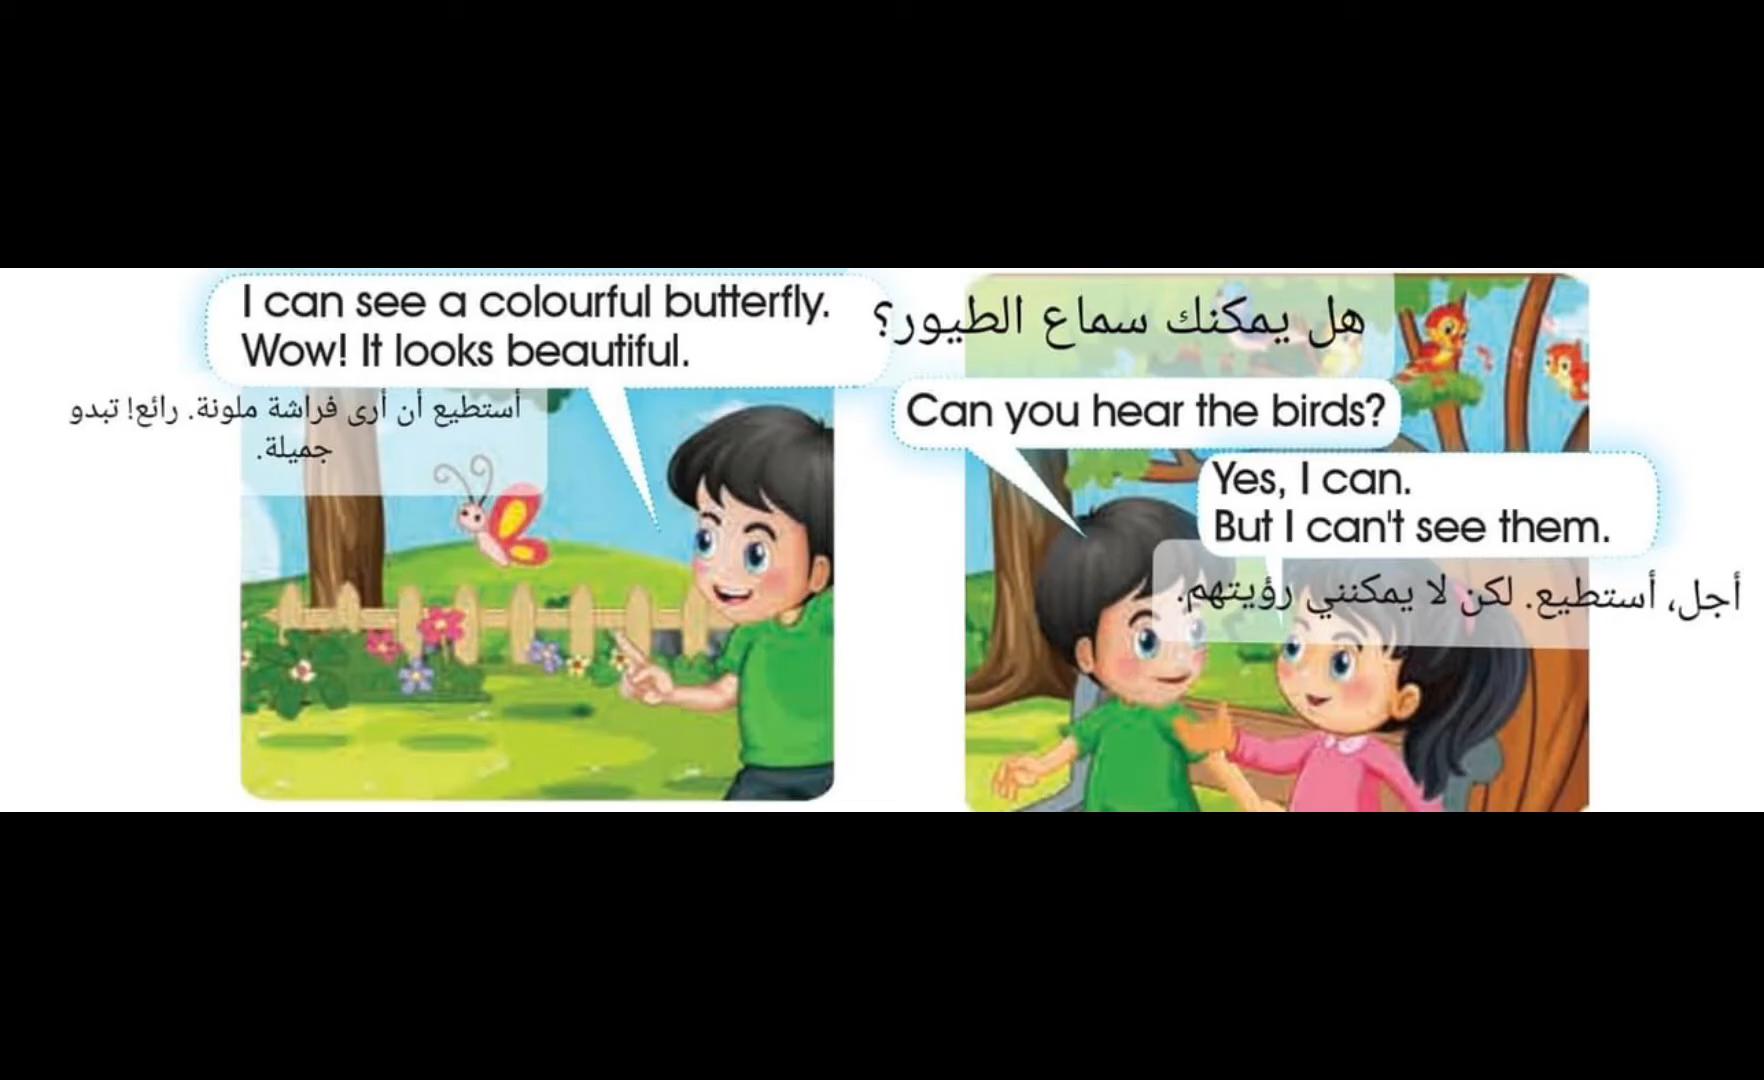 I can see a colourful butterfly.
Wow! It looks beautiful.
أستطيع أن أرى فراشة ملونة. رائع! تبدو
جميلة.
هل يمكنك سماع الطيور؟
Can you hear the birds?
Yes, I can.
But I can't see them.
أجل، أستطيع. لكن لا يمكنني رؤيتهم.